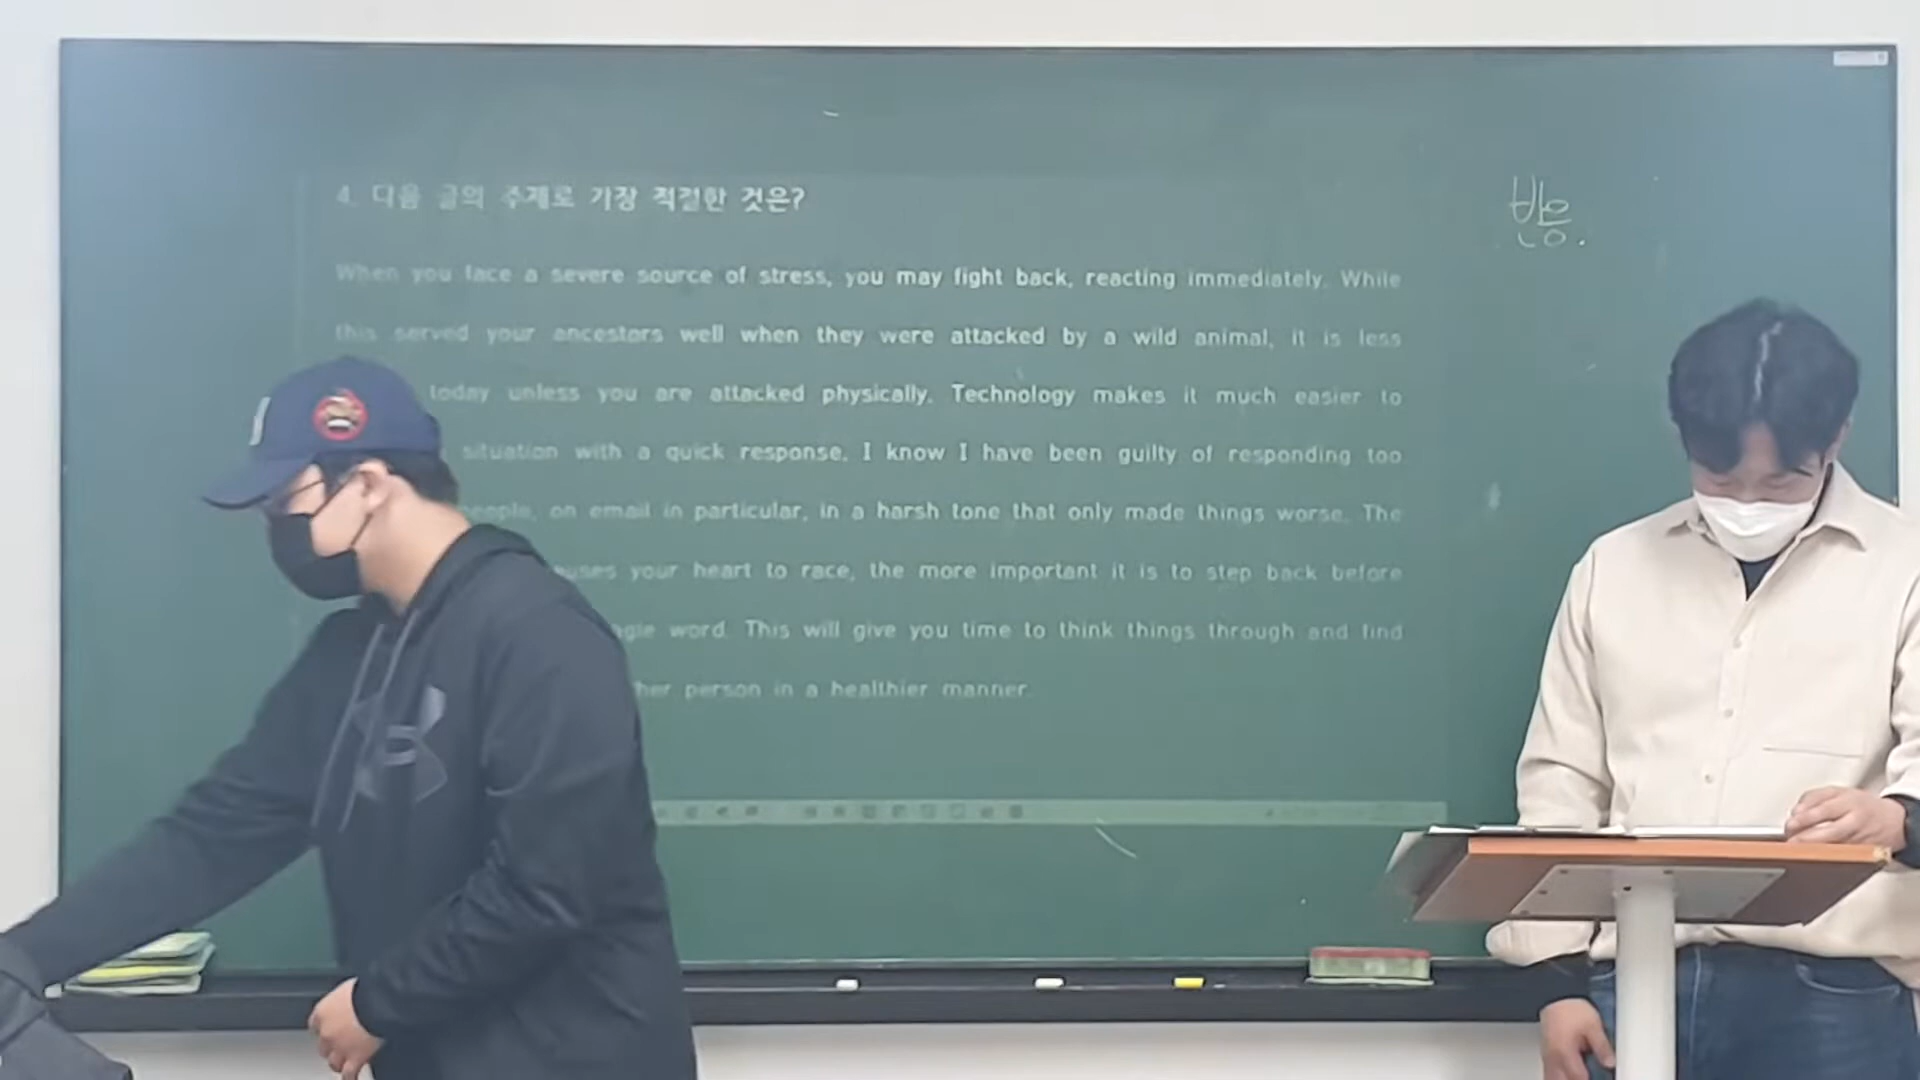 4. 다음 글의 주제로 가장 적절한 것은?
반응.
When you face a severe source of stress, you may fight back, reacting immediately. While
this served your ancestors well when they were attacked by a wild animal, it is less
today unless you are attacked physically. Technology makes it much easier to
situation with a quick response. I know I have been guilty of responding too
people, on email in particular, in a harsh tone that only made things worse. The
your heart to race, the more important it is to step back before
word. This will give you time to think things through and find
person in a healthier manner.